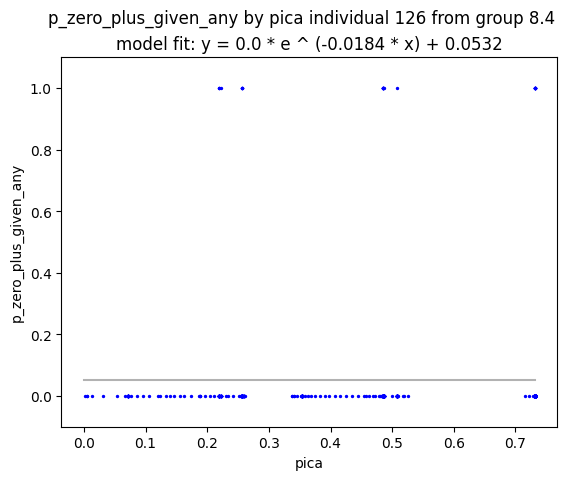 p_zero_plus_given_any by pica individual 126 from group 8.4
model fit: y = 0.0 * e ^ (-0.0184 * x) + 0.0532
1.0
0.8
0.6
0.4
0.2
0.0
p_zero_plus_given_any
0.0 0.1 0.2 0.3 0.4 0.5 0.6 0.7
pica